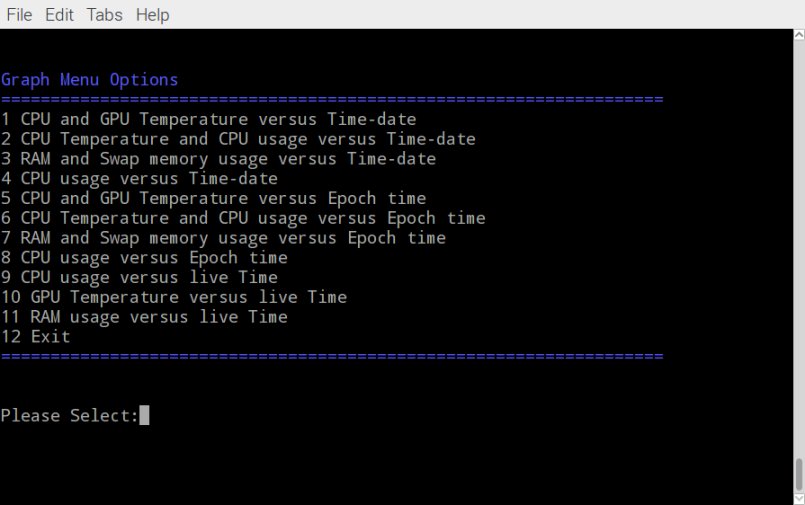 File Edit Tabs Help
Graph Menu Options
===================================================================
1 CPU and GPU Temperature versus Time-date
2 CPU Temperature and CPU usage versus Time-date
3 RAM and Swap memory usage versus Time-date
4 CPU usage versus Time-date
5 CPU and GPU Temperature versus Epoch time
6 CPU Temperature and CPU usage versus Epoch time
7 RAM and Swap memory usage versus Epoch time
8 CPU usage versus Epoch time
9 CPU usage versus live Time
10 GPU Temperature versus live Time
11 RAM usage versus live Time
12 Exit
===================================================================
Please Select: